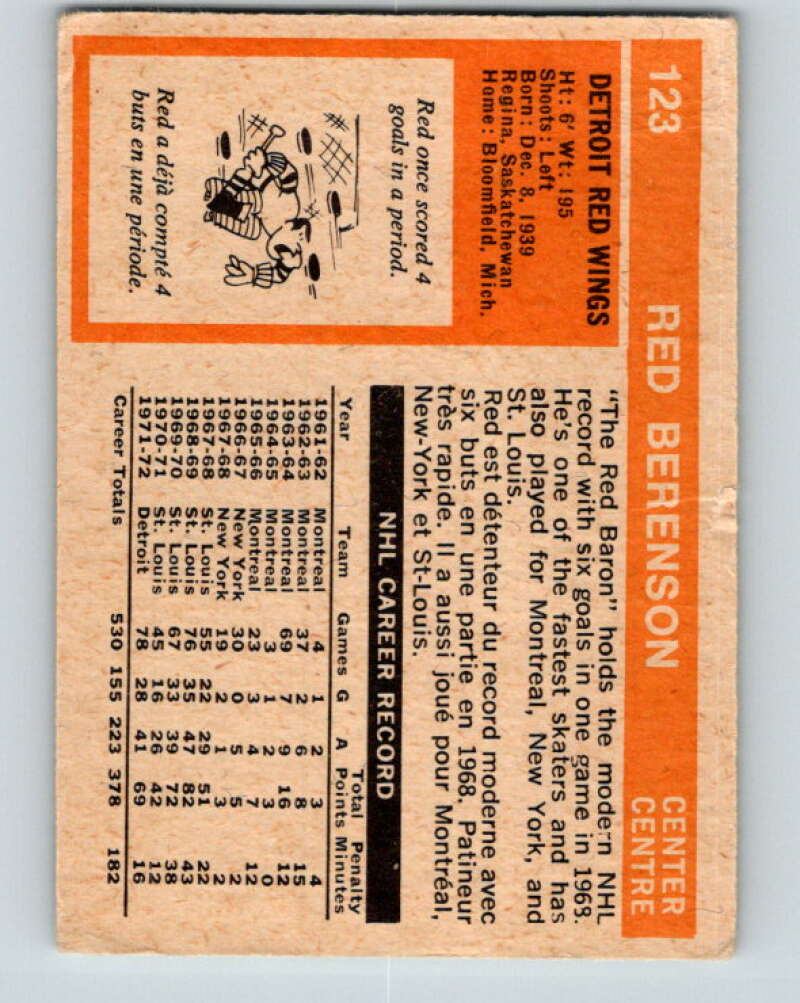 123 RED BERENSON CENTER
CENTRE
DETROIT RED WINGS
Ht: 6' Wt: 195
Shoots: Left
Born: Dec. 8, 1939
Regina, Saskatchewan
Home: Bloomfield, Mich.
Red once scored 4
goals in a period.
Red a déjà compté 4
buts en une période.
"The Red Baron" holds the modern NHL
record with six goals in one game in 1968.
He's one of the fastest skaters and has
also played for Montreal, New York, and
St. Louis.
Red est détenteur du record moderne avec
six buts en une partie en 1968. Patineur
très rapide. Il a aussi joué pour Montréal,
New-York et St-Louis.
NHL CAREER RECORD
Total Penalty
Year Team Games G A Points Minutes
1961-62 Montreal 4 1 2 3 4
1962-63 Montreal 37 2 6 8 15
1963-64 Montreal 69 7 9 16 12
1964-65 Montreal 3 1 2 3 0
1965-66 Montreal 23 3 4 7 12
1966-67 New York 30 0 5 5 2
1967-68 New York 19 2 1 3 2
1967-68 St. Louis 55 22 29 51 22
1968-69 St. Louis 76 35 47 82 43
1969-70 St. Louis 67 33 39 72 38
1970-71 St. Louis 45 16 26 42 12
1971-72 Detroit 78 28 41 69 16
Career Totals 530 155 223 378 182